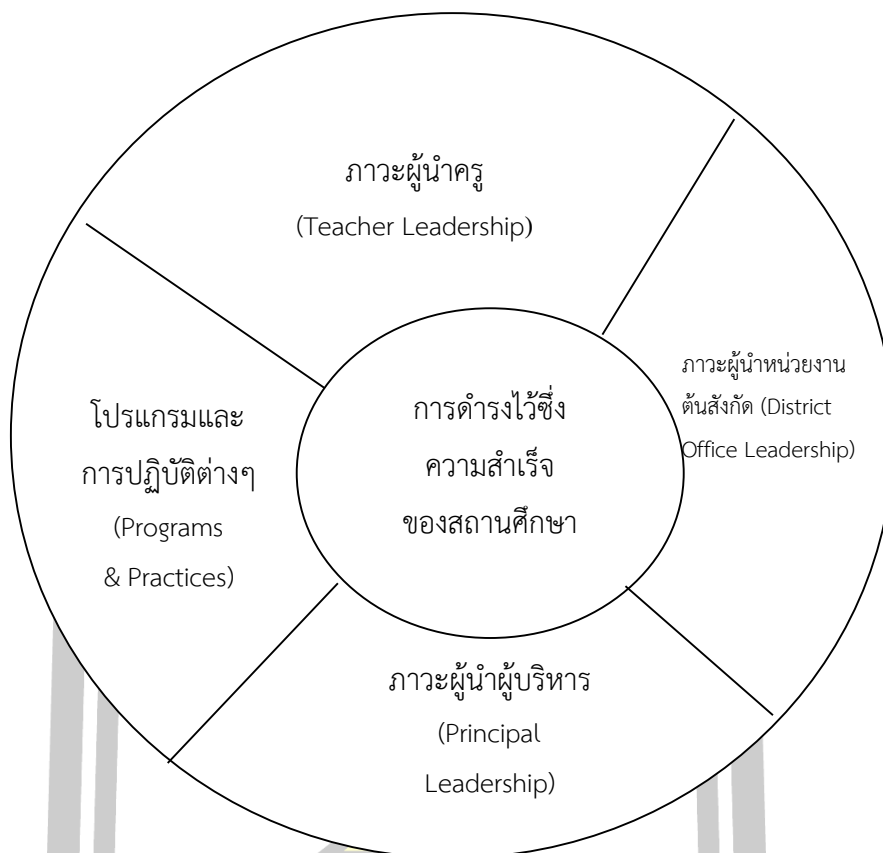 ภาวะผู้นำครู
(Teacher Leadership)
ภาวะผู้นำหน่วยงาน
ต้นสังกัด (District
Office Leadership)
โปรแกรมและ
การปฏิบัติต่างๆ
(Programs
& Practices)
การดำรงไว้ซึ่ง
ความสำเร็จ
ของสถานศึกษา
ภาวะผู้นำผู้บริหาร
(Principal
Leadership)